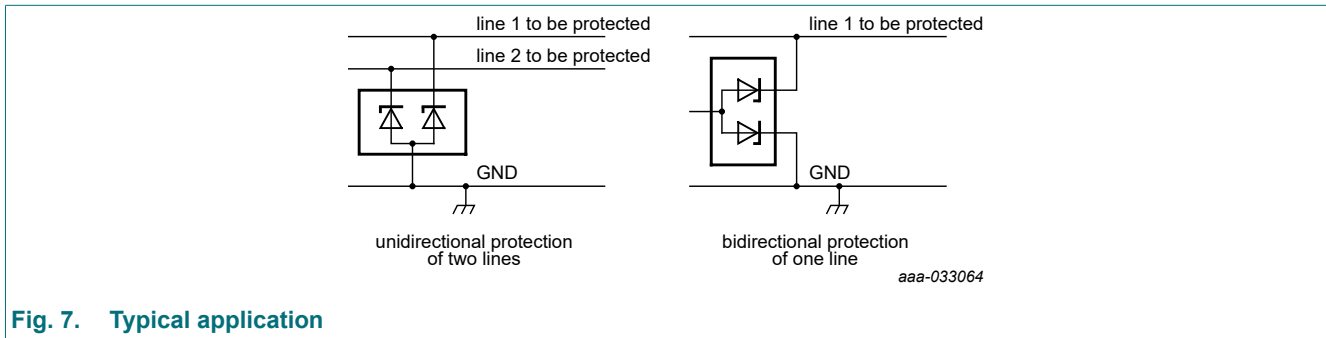 line 1 to be protected
line 2 to be protected
GND
unidirectional protection
of two lines
line 1 to be protected
GND
bidirectional protection
of one line
aaa-033064
Fig. 7. Typical application